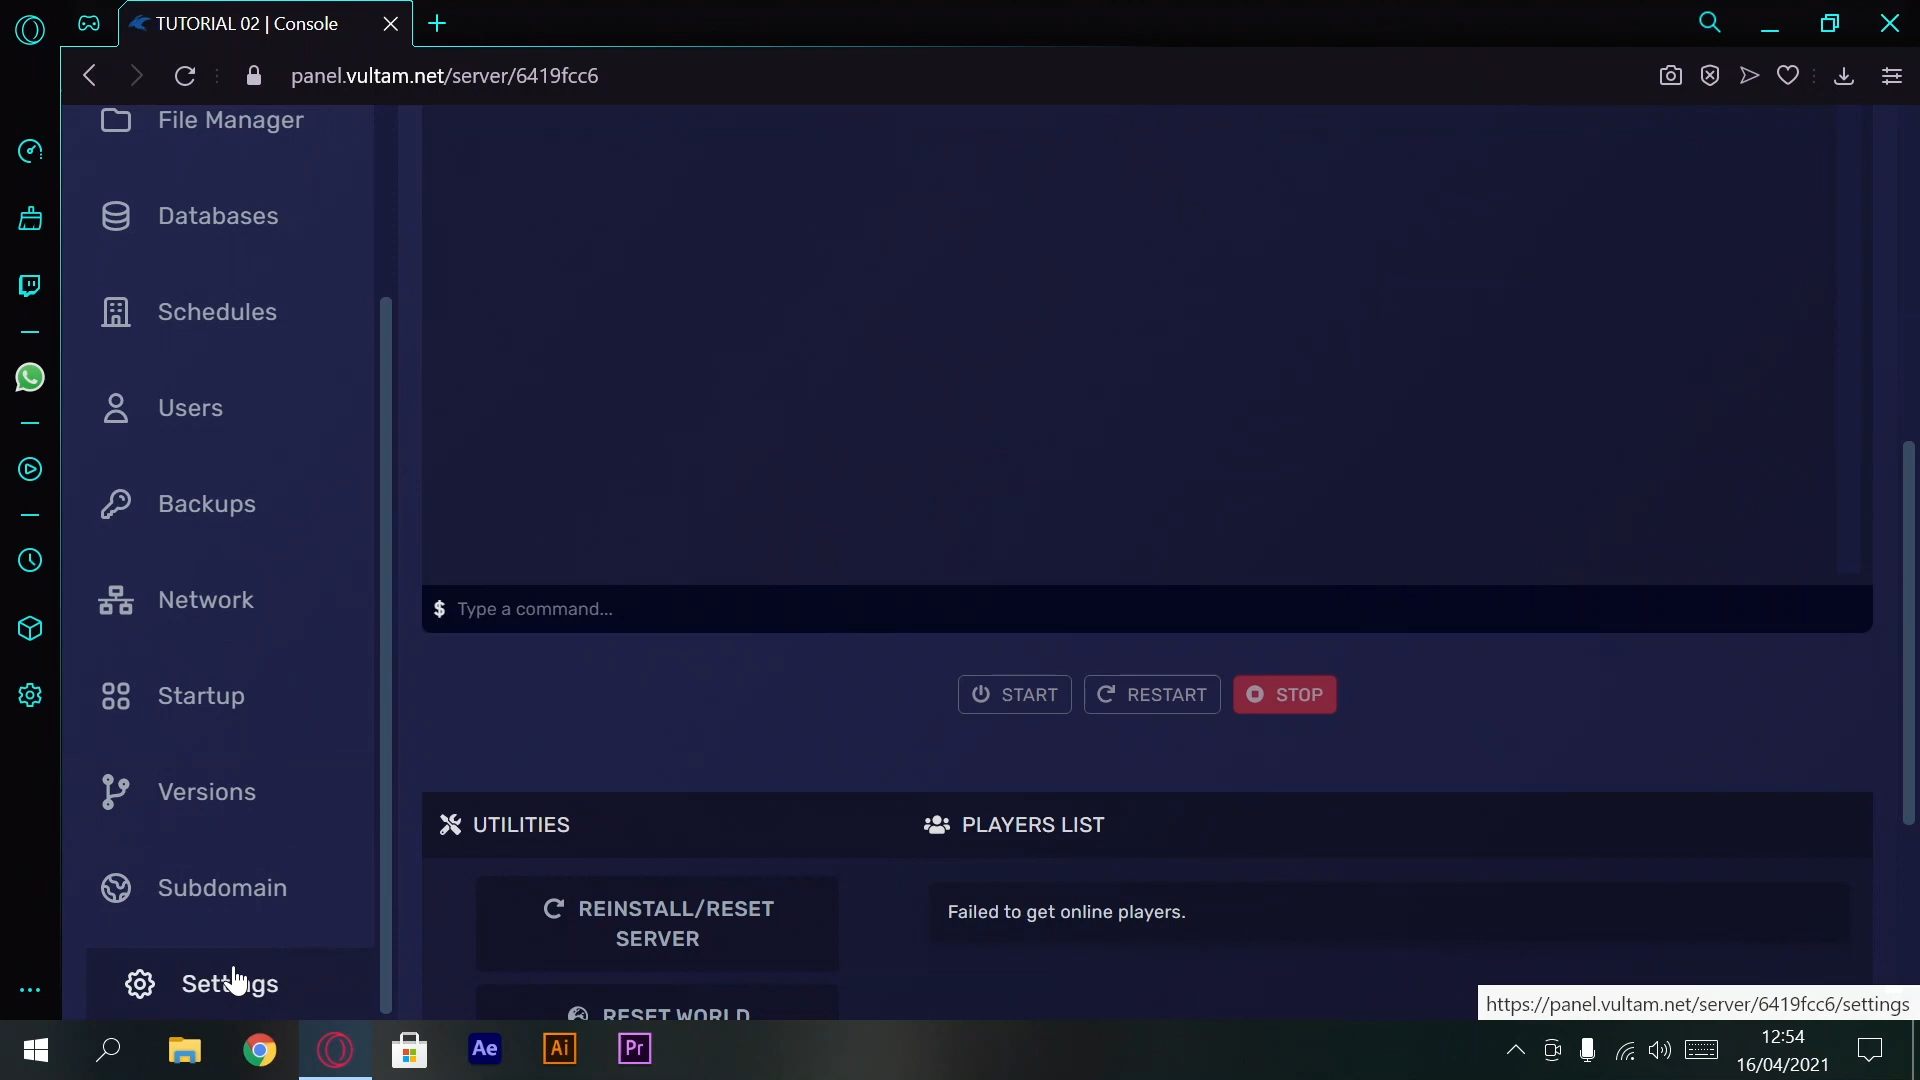 TUTORIAL 02 | Console
panel.vultam.net/server/6419fcc6
File Manager
Databases
Schedules
Users
Backups
Network
Startup
Versions
Subdomain
Settings
$ Type a command...
START
RESTART
STOP
UTILITIES
PLAYERS LIST
REINSTALL/RESET
SERVER
Failed to get online players.
RESET WORLD
https://panel.vultam.net/server/6419fcc6/settings
Ae
Ai
Pr
12:54
16/04/2021